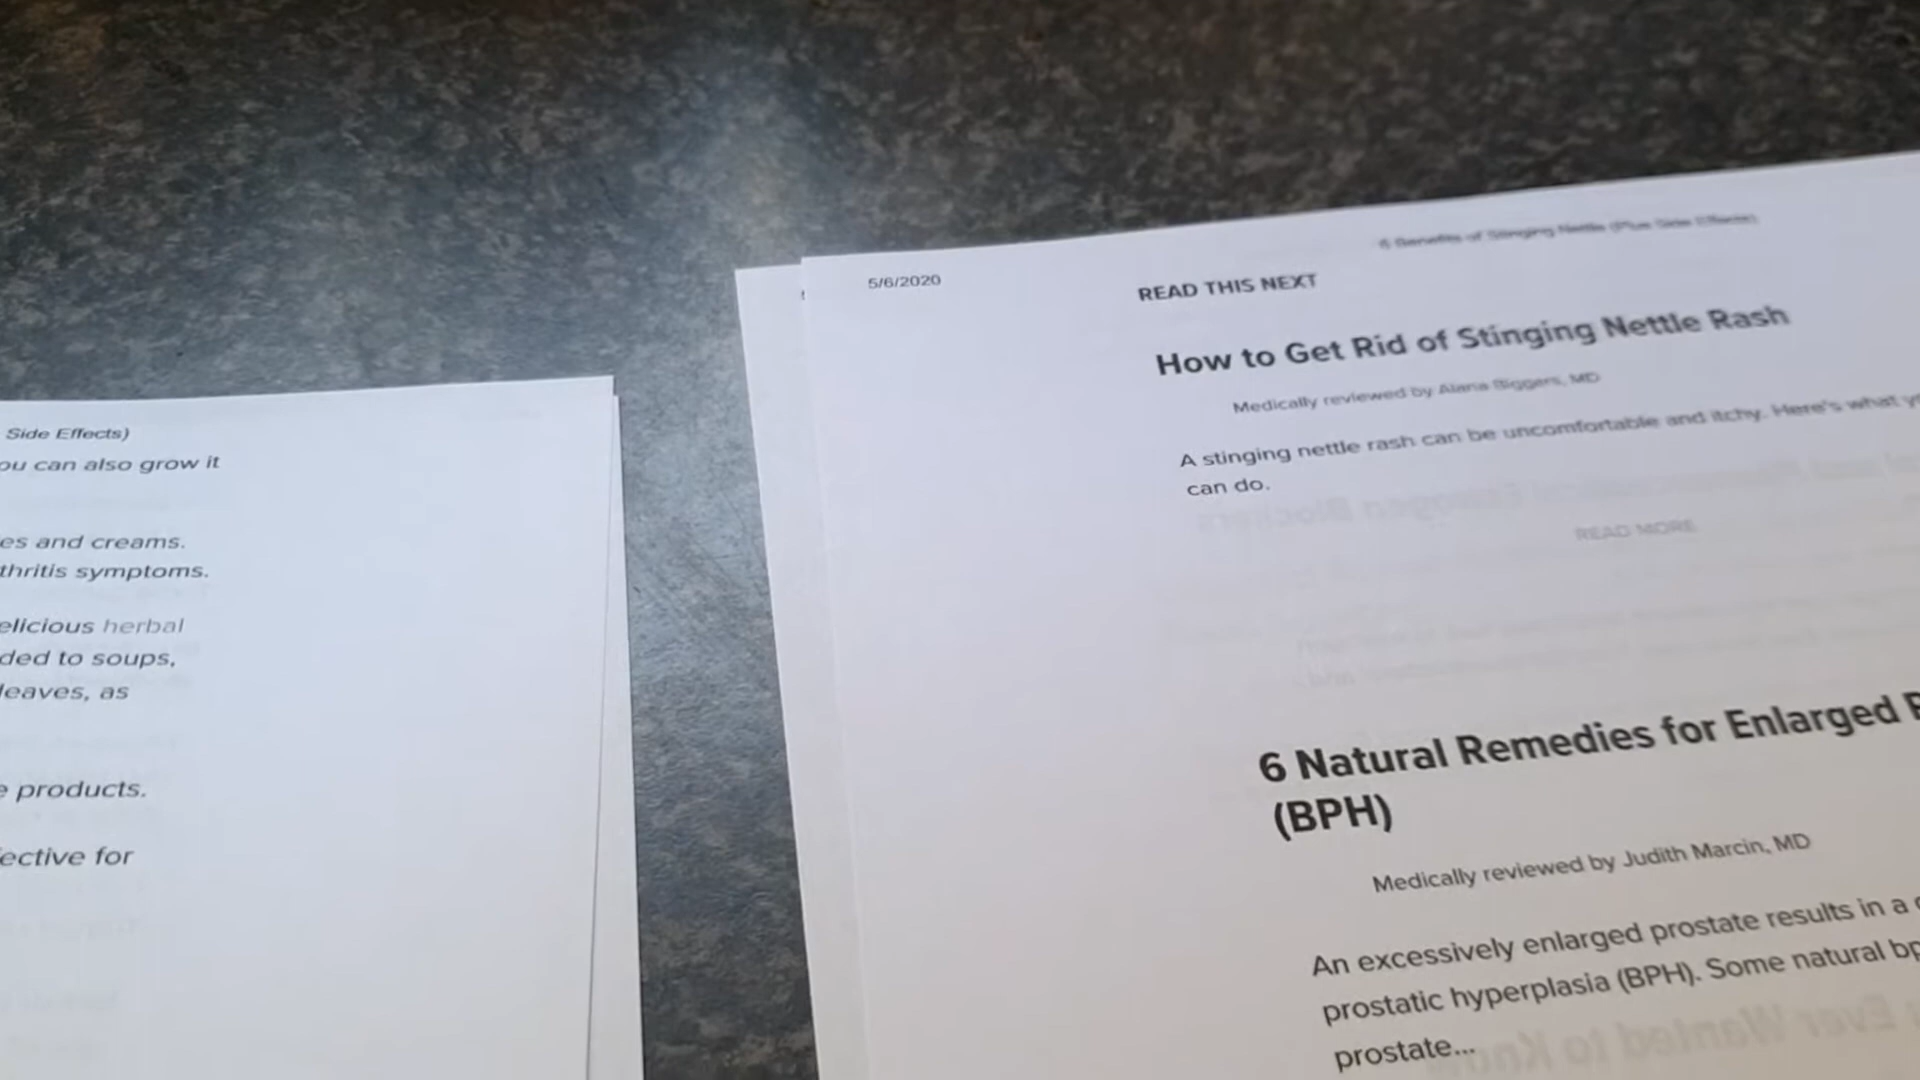 Side Effects)
ou can also grow it
es and creams.
thritis symptoms.
elicious herbal
ded to soups,
leaves, as
e products.
ective for
5/6/2020
6 Benefits of Stinging Nettle (Plus Side Effects)
READ THIS NEXT
How to Get Rid of Stinging Nettle Rash
Medically reviewed by Alana Biggers, MD
A stinging nettle rash can be uncomfortable and itchy. Here's what y
can do.
READ MORE
6 Natural Remedies for Enlarged P
(BPH)
Medically reviewed by Judith Marcin, MD
An excessively enlarged prostate results in a
prostatic hyperplasia (BPH). Some natural bp
prostate...